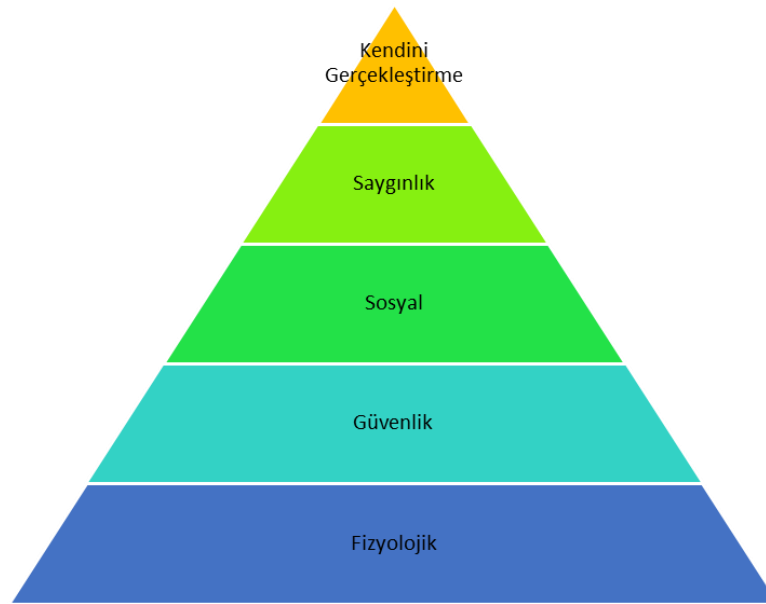 Kendini
Gerçekleştirme
Saygınlık
Sosyal
Güvenlik
Fizyolojik